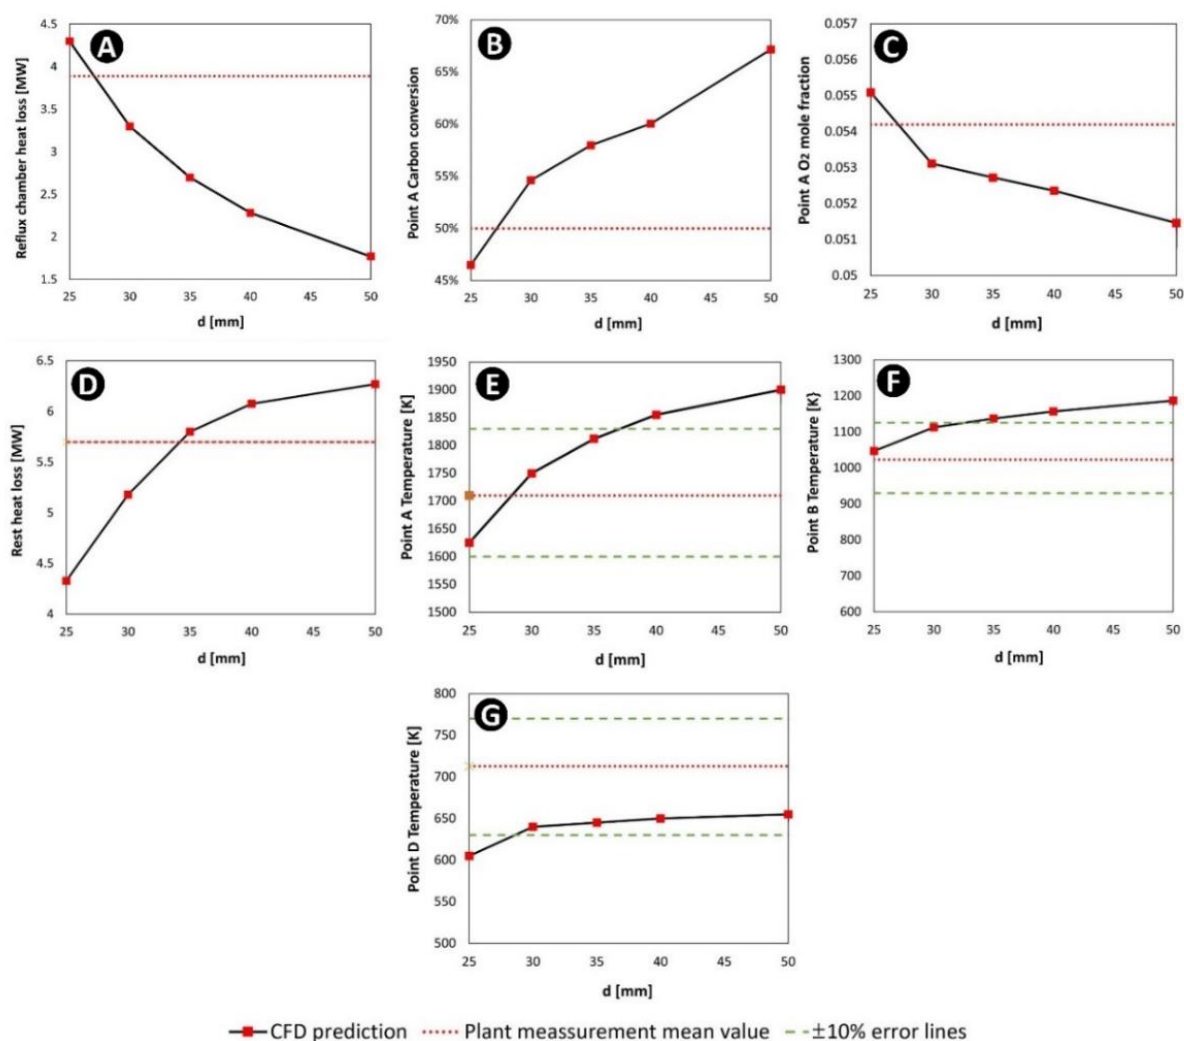 A
Reflux chamber heat loss [MW]
4.5
4
3.5
3
2.5
2
1.5
25 30 35 40 45 50
d [mm]
B
Point A Carbon conversion
70%
65%
60%
55%
50%
45%
25 30 35 40 45 50
d [mm]
C
Point A O2 mole fraction
0.057
0.056
0.055
0.054
0.053
0.052
0.051
0.05
25 30 35 40 45 50
d [mm]
D
Rest heat loss [MW]
6.5
6
5.5
5
4.5
4
25 30 35 40 45 50
d [mm]
E
Point A Temperature [K]
1950
1900
1850
1800
1750
1700
1650
1600
1550
1500
25 30 35 40 45 50
d [mm]
F
Point B Temperature [K}
1300
1200
1100
1000
900
800
700
600
25 30 35 40 45 50
d [mm]
G
Point D Temperature [K]
800
750
700
650
600
550
500
25 30 35 40 45 50
d [mm]
CFD prediction Plant meassurement mean value ±10% error lines